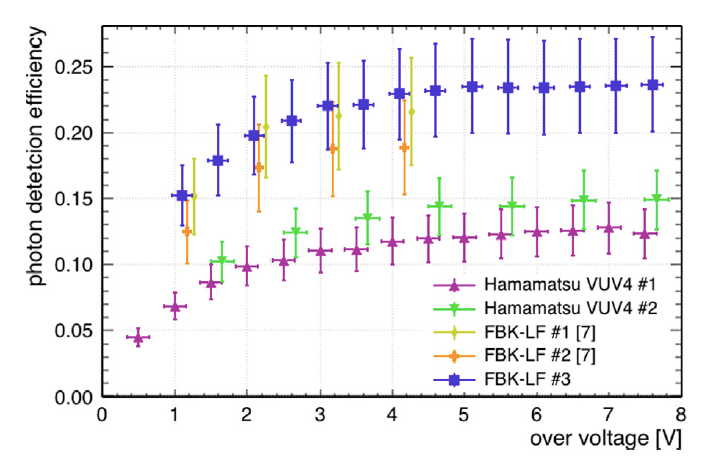 photon detetcion efficiency
0.25
0.20
0.15
0.10
0.05
0.00
Hamamatsu VUV4 #1
Hamamatsu VUV4 #2
FBK-LF #1 [7]
FBK-LF #2 [7]
FBK-LF #3
0 1 2 3 4 5 6 7 8
over voltage [V]